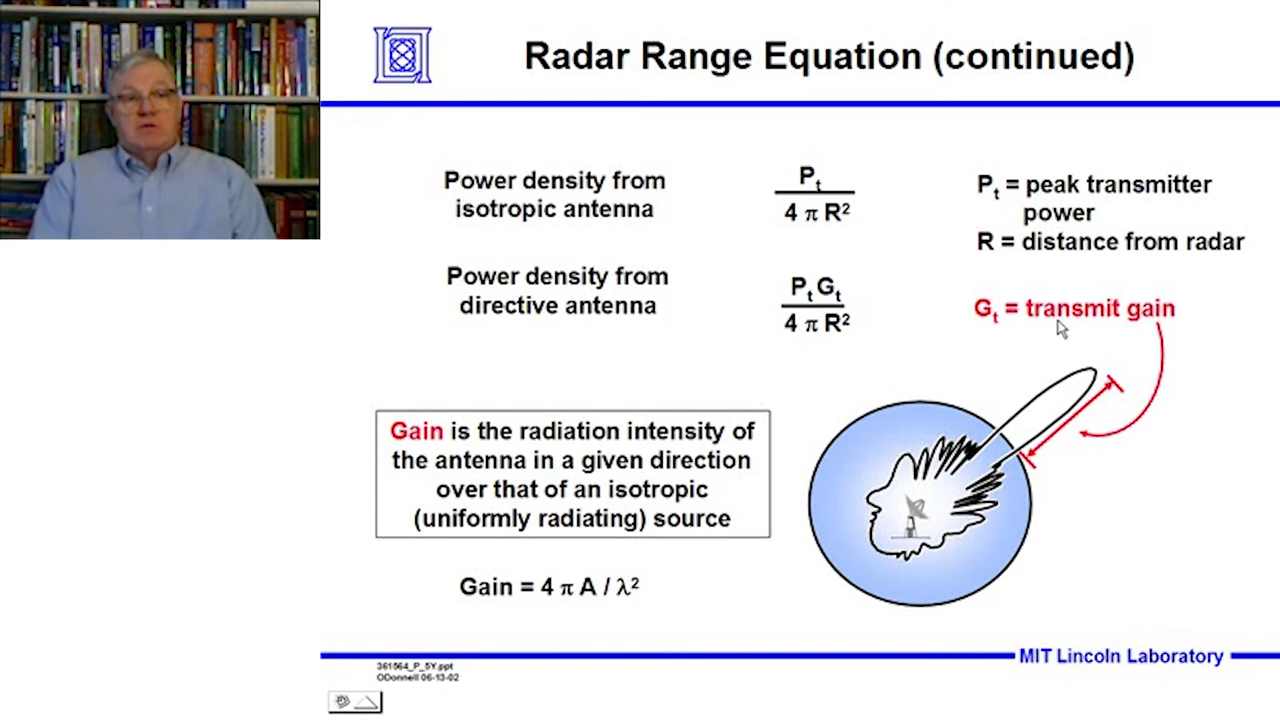 Radar Range Equation (continued)
Power density from
isotropic antenna
P_t
4 π R²
P_t = peak transmitter
power
R = distance from radar
Power density from
directive antenna
P_t G_t
4 π R²
G_t = transmit gain
Gain is the radiation intensity of
the antenna in a given direction
over that of an isotropic
(uniformly radiating) source
Gain = 4 π A / λ²
MIT Lincoln Laboratory
361564_P_5Y.ppt
ODonnell 06-13-02